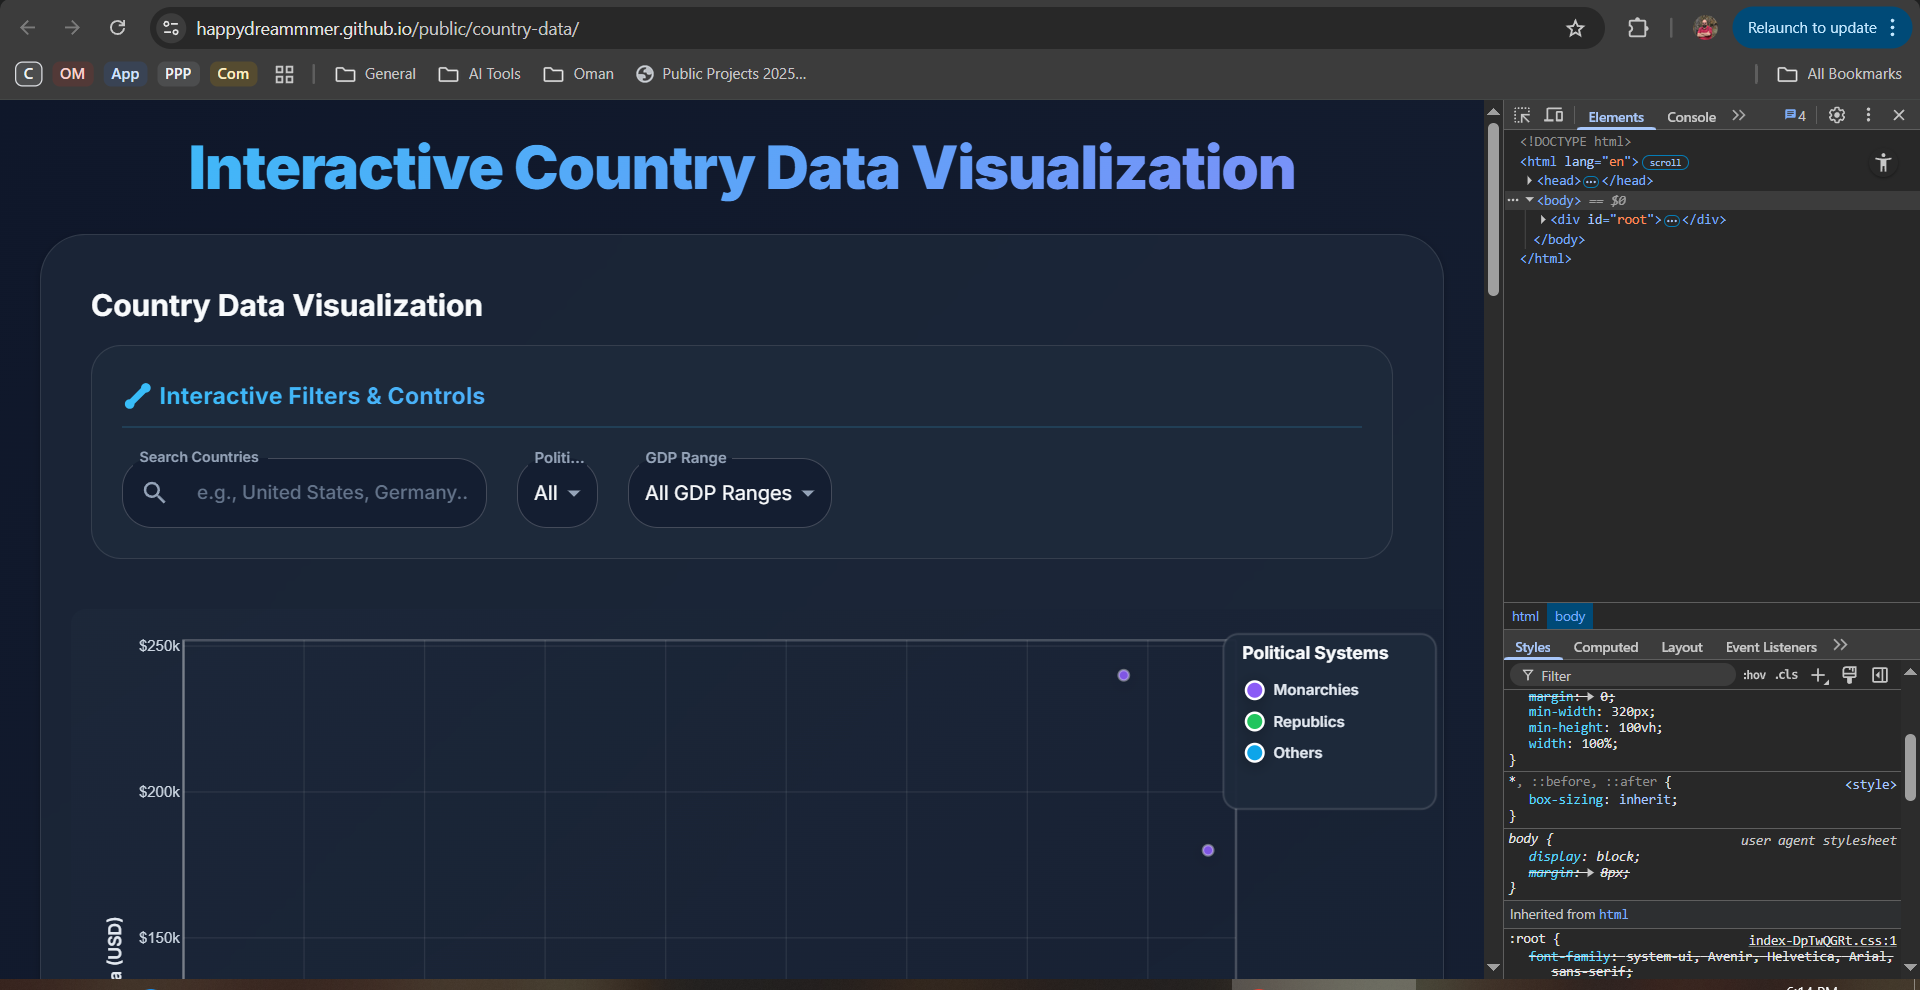 happydreammmer.github.io/public/country-data/
Relaunch to update
C OM App PPP Com General AI Tools Oman Public Projects 2025... All Bookmarks
Interactive Country Data Visualization
Country Data Visualization
Interactive Filters & Controls
Search Countries
e.g., United States, Germany..
Politi...
All
GDP Range
All GDP Ranges
$250k
$200k
$150k
a (USD)
Political Systems
Monarchies
Republics
Others
Elements Console 4
<!DOCTYPE html>
<html lang="en"> scroll
<head> ··· </head>
··· <body> == $0
<div id="root"> ··· </div>
</body>
</html>
html body
Styles Computed Layout Event Listeners
Filter :hov .cls
margin: 0;
min-width: 320px;
min-height: 100vh;
width: 100%;
}
*, ::before, ::after { <style>
box-sizing: inherit;
}
body { user agent stylesheet
display: block;
margin: 8px;
}
Inherited from html
:root { index-DpTwQGRt.css:1
font-family: system-ui, Avenir, Helvetica, Arial,
sans-serif;